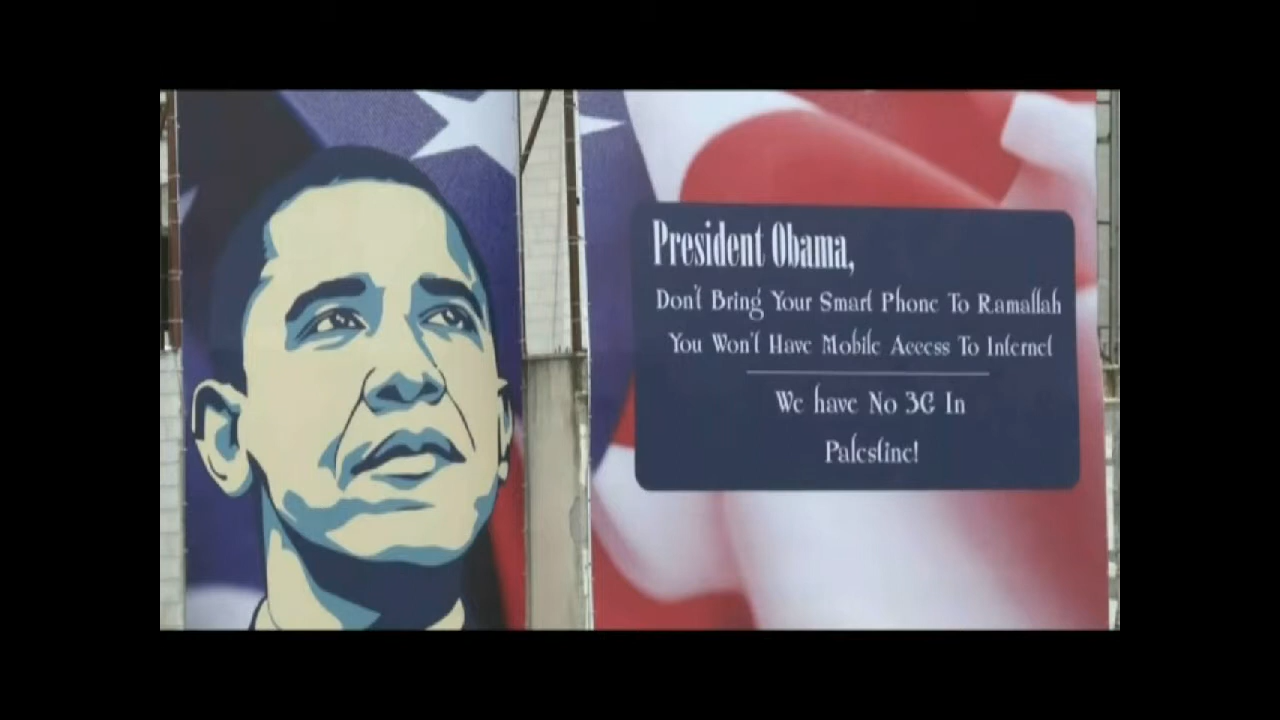 President Obama,
Don't Bring Your Smart Phone To Ramallah
You Won't Have Mobile Access To Internet
We have No 3G In
Palestine!